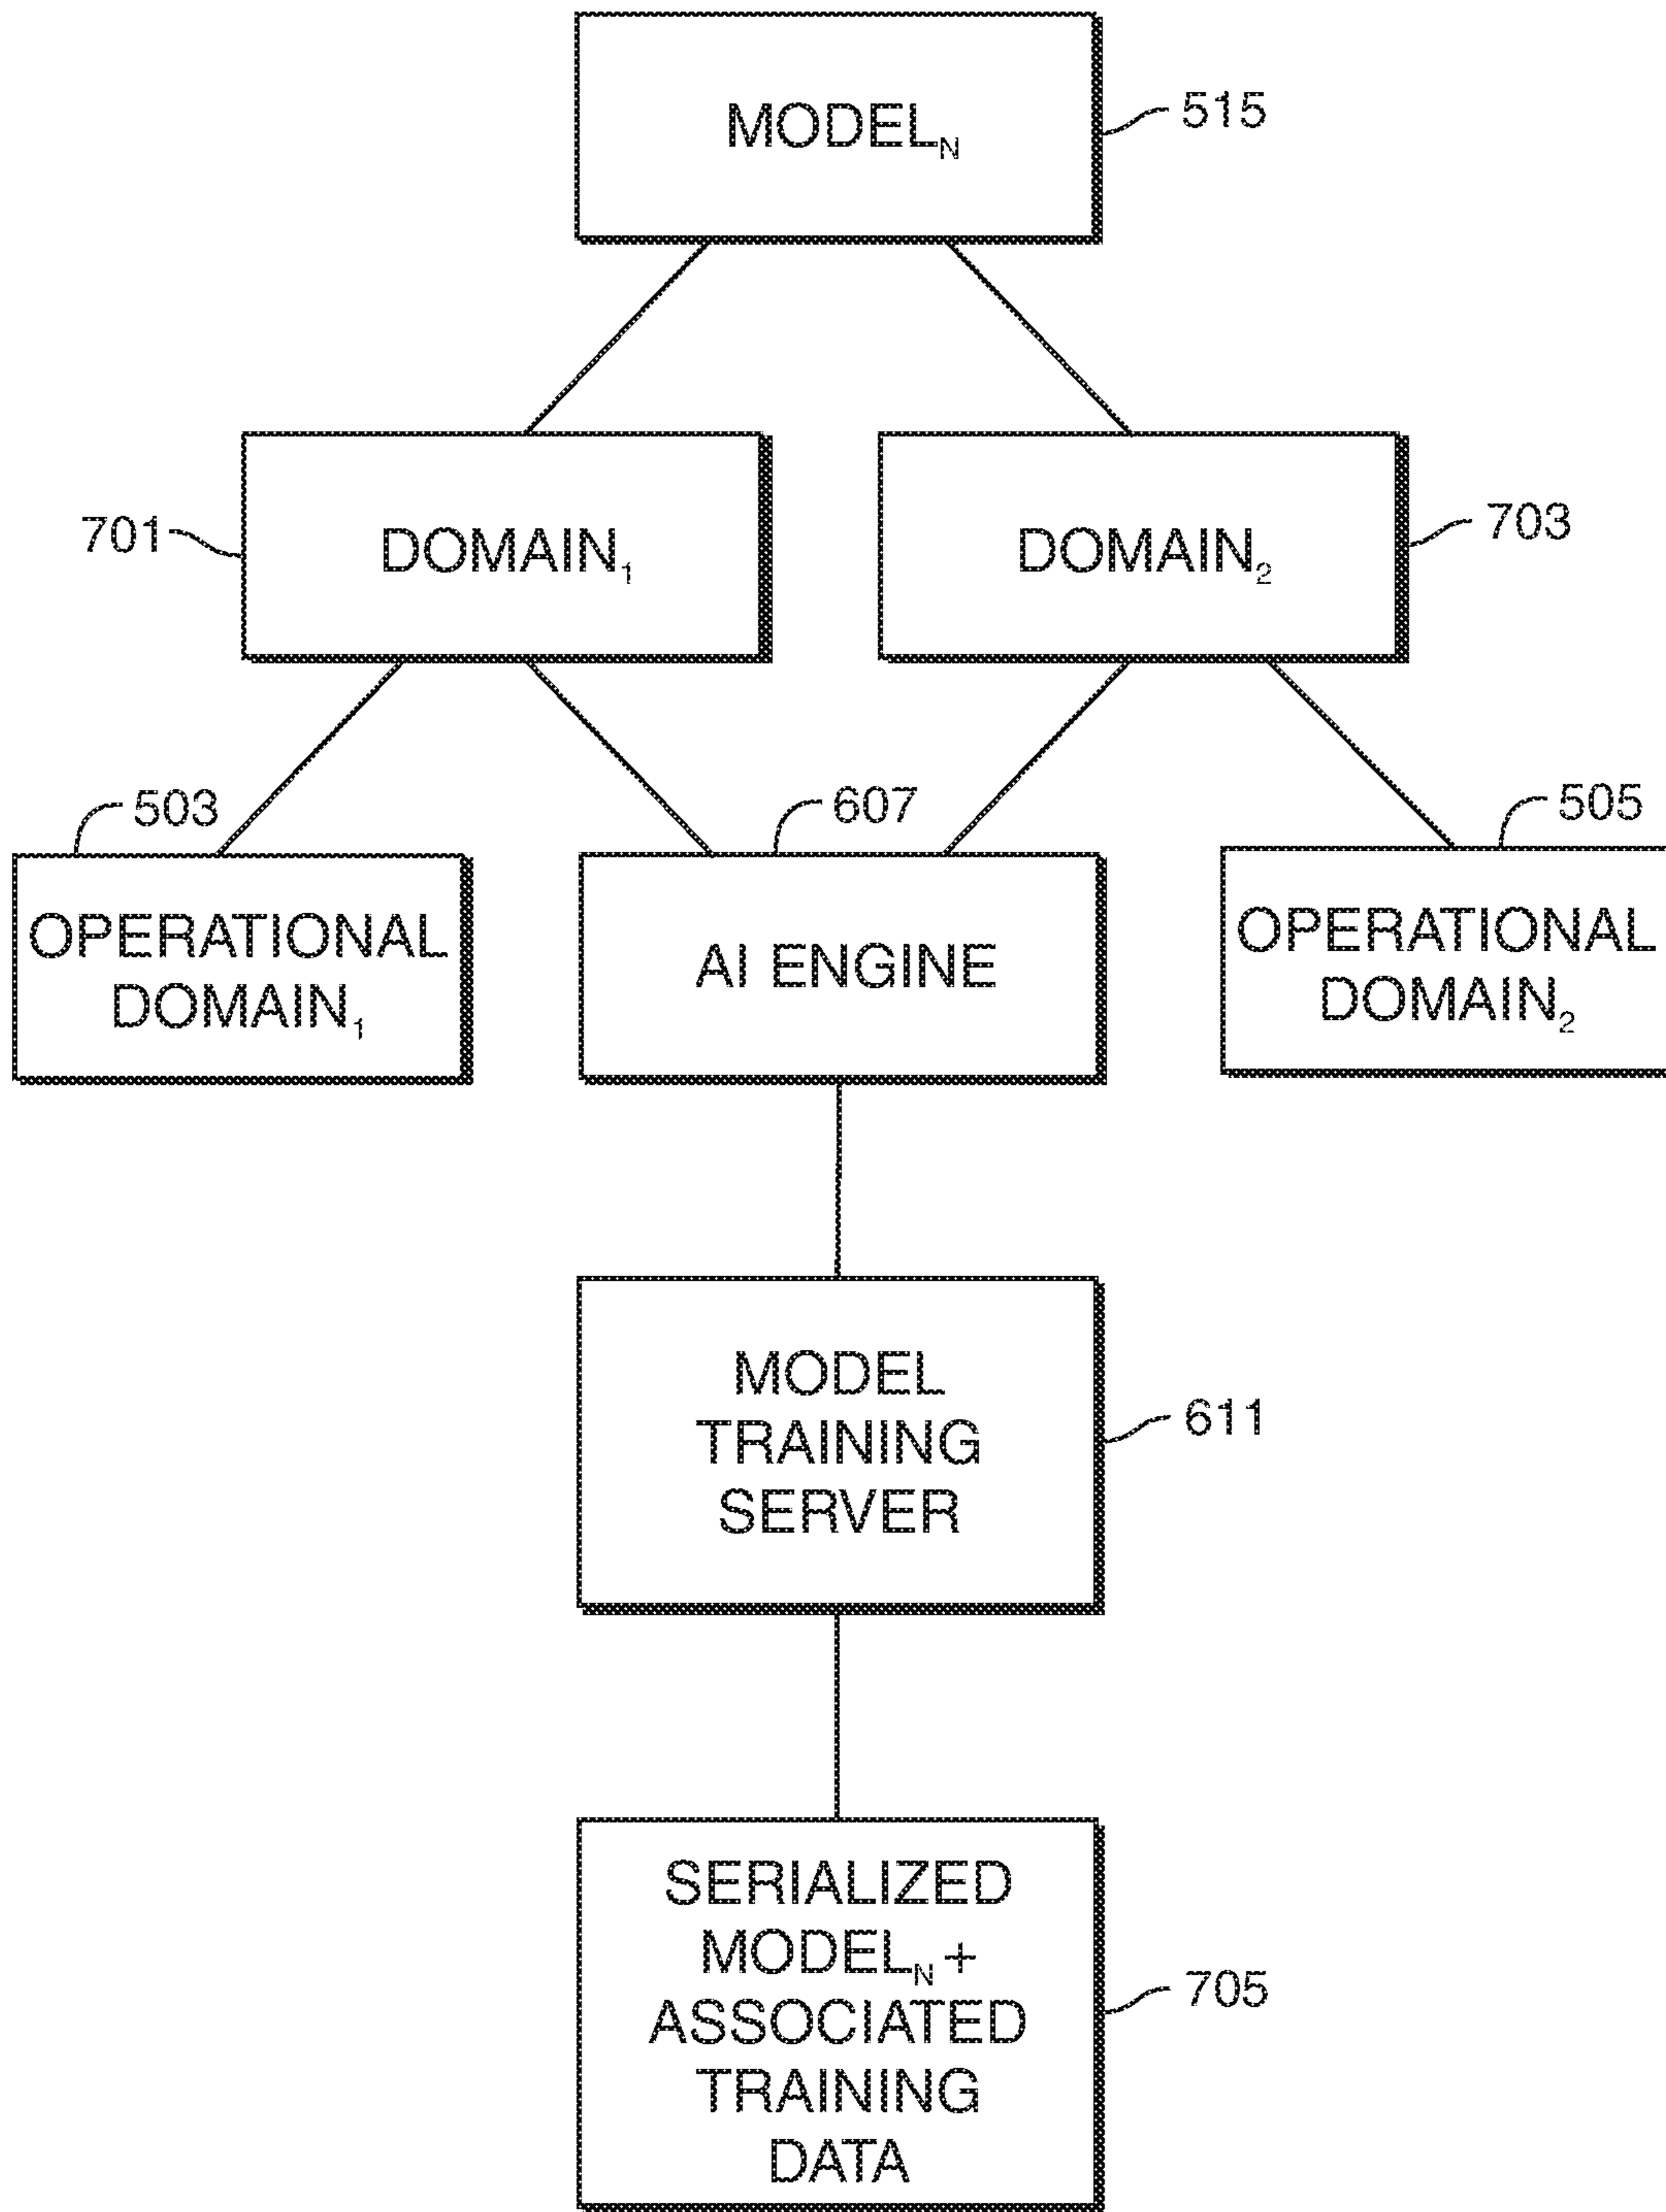 MODELN
515
701
DOMAIN1
DOMAIN2
703
503
607
505
OPERATIONAL
DOMAIN1
AI ENGINE
OPERATIONAL
DOMAIN2
MODEL
TRAINING
SERVER
611
SERIALIZED
MODELN +
ASSOCIATED
TRAINING
DATA
705